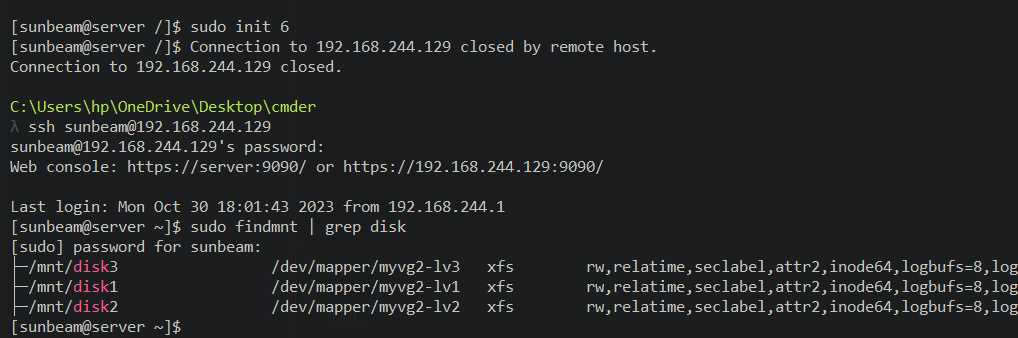 [sunbeam@server /]$ sudo init 6
[sunbeam@server /]$ Connection to 192.168.244.129 closed by remote host.
Connection to 192.168.244.129 closed.
C:\Users\hp\OneDrive\Desktop\cmder
λ ssh sunbeam@192.168.244.129
sunbeam@192.168.244.129's password:
Web console: https://server:9090/ or https://192.168.244.129:9090/
Last login: Mon Oct 30 18:01:43 2023 from 192.168.244.1
[sunbeam@server ~]$ sudo findmnt | grep disk
[sudo] password for sunbeam:
├─/mnt/disk3 /dev/mapper/myvg2-lv3 xfs rw,relatime,seclabel,attr2,inode64,logbufs=8,log
├─/mnt/disk1 /dev/mapper/myvg2-lv1 xfs rw,relatime,seclabel,attr2,inode64,logbufs=8,log
├─/mnt/disk2 /dev/mapper/myvg2-lv2 xfs rw,relatime,seclabel,attr2,inode64,logbufs=8,log
[sunbeam@server ~]$